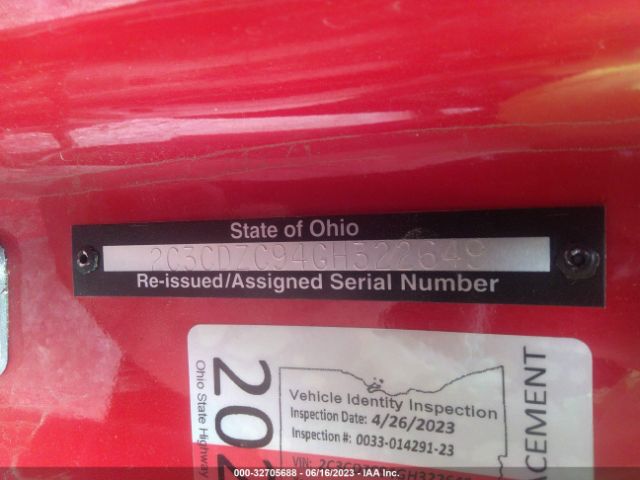 State of Ohio
2C3CDZC94GH322649
Re-issued/Assigned Serial Number
Vehicle Identity Inspection
Inspection Date: 4/26/2023
Inspection #: 0033-014291-23
VIN:
Ohio State Highway
202
ACEMENT
000-32705688 - 06/16/2023 - IAA Inc.